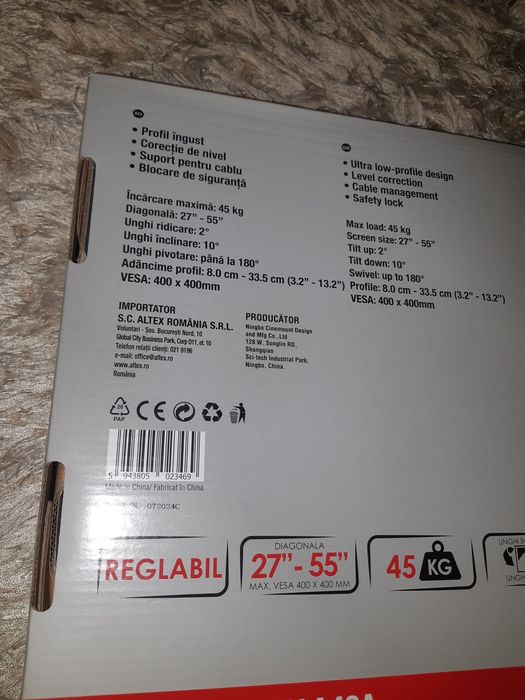 RO
• Profil îngust
• Corecție de nivel
• Suport pentru cablu
• Blocare de siguranță
Încărcare maximă: 45 kg
Diagonală: 27" - 55"
Unghi ridicare: 2°
Unghi înclinare: 10°
Unghi pivotare: până la 180°
Adâncime profil: 8.0 cm - 33.5 cm (3.2" - 13.2")
VESA: 400 x 400mm
GB
• Ultra low-profile design
• Level correction
• Cable management
• Safety lock
Max load: 45 kg
Screen size: 27" - 55"
Tilt up: 2°
Tilt down: 10°
Swivel: up to 180°
Profile: 8.0 cm - 33.5 cm (3.2" - 13.2")
VESA: 400 x 400mm
IMPORTATOR
S.C. ALTEX ROMÂNIA S.R.L.
Voluntari - Șos. București Nord, 10
Global City Business Park, Corp O11, et. 10
Telefon relații clienți: 021 9196
e-mail: office@altex.ro
www.altex.ro
România
PRODUCĂTOR
Ningbo Cinemount Design
and Mfg Co.,Ltd
128 W. Songlin RD,
Shangqiao
Sci-tech Industrial Park,
Ningbo, China.
20
PAP
CE
5 943805 023469
Made in China/ Fabricat în China
072024C
REGLABIL
DIAGONALA
27" - 55"
MAX. VESA 400 X 400 MM
45 KG